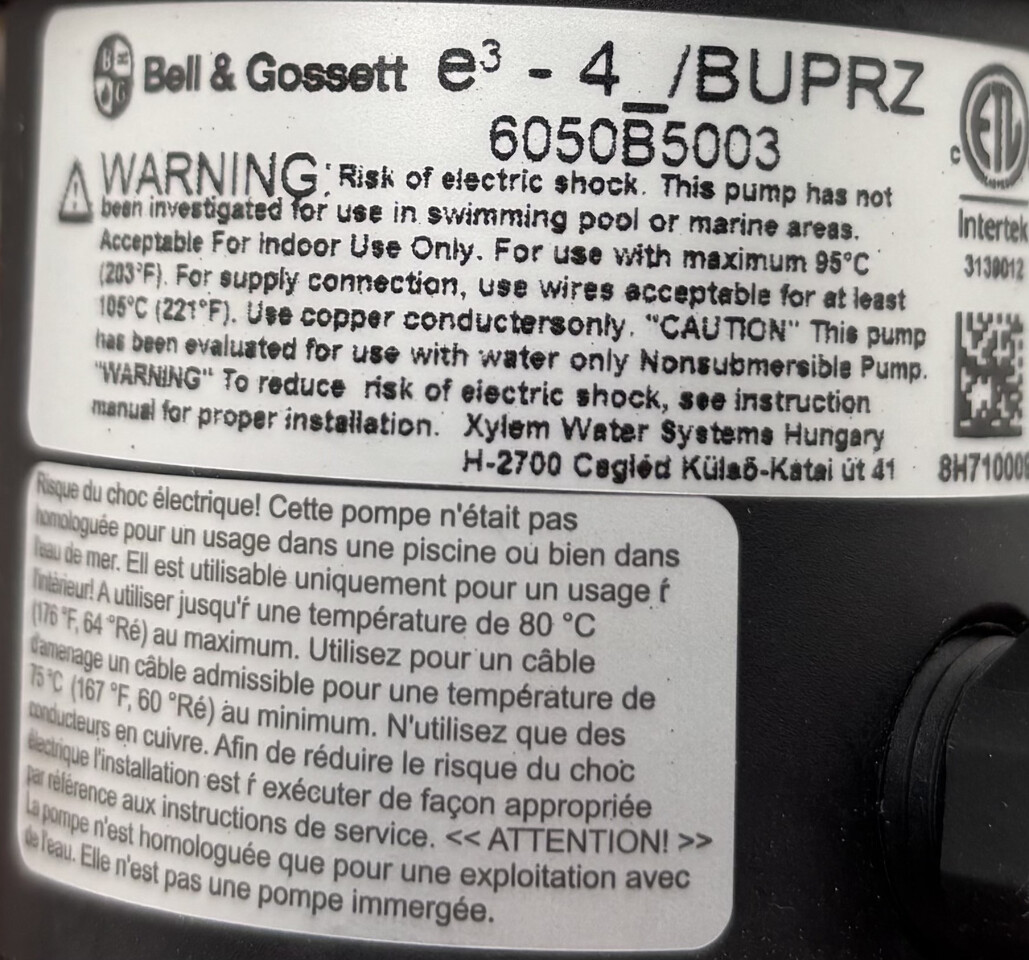 Bell & Gossett e³ - 4_/BUPRZ
6050B5003
WARNING: Risk of electric shock. This pump has not
been investigated for use in swimming pool or marine areas.
Acceptable For Indoor Use Only. For use with maximum 95°C
(203°F). For supply connection, use wires acceptable for at least
105°C (221°F). Use copper conductersonly. "CAUTION" This pump
has been evaluated for use with water only Nonsubmersible Pump.
"WARNING" To reduce risk of electric shock, see instruction
manual for proper installation. Xylem Water Systems Hungary
H-2700 Cegléd Külső-Kátai út 41
c
ETL
Intertek
3130012
8H71000
Risque du choc électrique! Cette pompe n'était pas
homologuée pour un usage dans une piscine ou bien dans
l'eau de mer. Ell est utilisable uniquement pour un usage ŕ
l'intérieur! A utiliser jusqu'ŕ une température de 80 °C
(176 °F, 64 °Ré) au maximum. Utilisez pour un câble
d'amenage un câble admissible pour une température de
75°C (167 °F, 60 °Ré) au minimum. N'utilisez que des
conducteurs en cuivre. Afin de réduire le risque du choc
électrique l'installation est ŕ exécuter de façon appropriée
par référence aux instructions de service. << ATTENTION! >>
La pompe n'est homologuée que pour une exploitation avec
de l'eau. Elle n'est pas une pompe immergée.